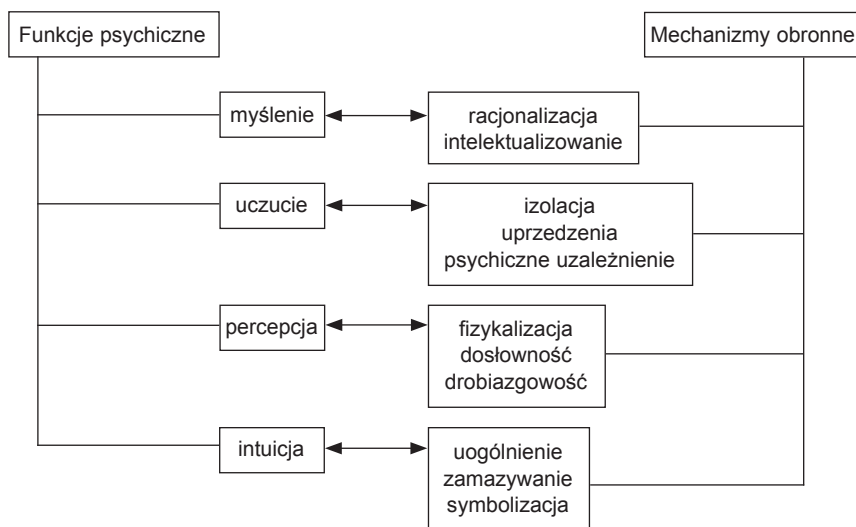 Funkcje psychiczne
Mechanizmy obronne
myślenie
racjonalizacja
intelektualizowanie
uczucie
izolacja
uprzedzenia
psychiczne uzależnienie
percepcja
fizykalizacja
dosłowność
drobiazgowość
intuicja
uogólnienie
zamazywanie
symbolizacja